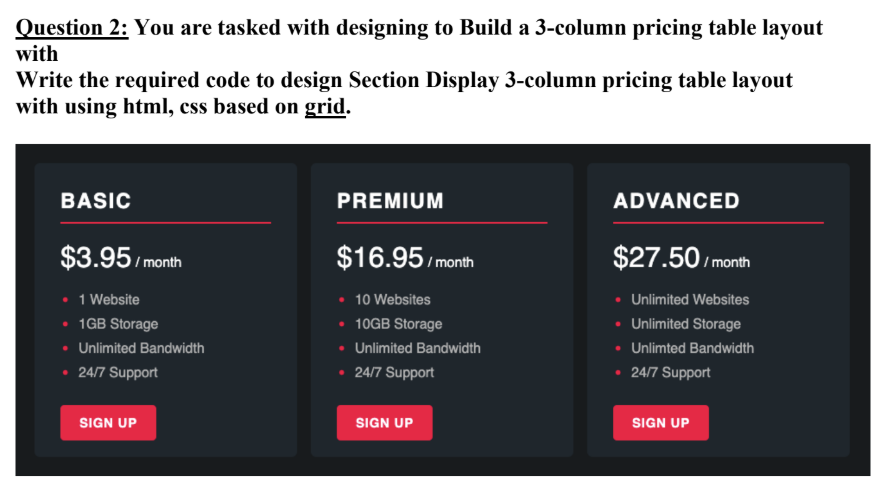 Question 2: You are tasked with designing to Build a 3-column pricing table layout
with
Write the required code to design Section Display 3-column pricing table layout
with using html, css based on grid.
BASIC
$3.95 / month
• 1 Website
• 1GB Storage
• Unlimited Bandwidth
• 24/7 Support
SIGN UP
PREMIUM
$16.95 / month
• 10 Websites
• 10GB Storage
• Unlimited Bandwidth
• 24/7 Support
SIGN UP
ADVANCED
$27.50 / month
• Unlimited Websites
• Unlimited Storage
• Unlimted Bandwidth
• 24/7 Support
SIGN UP